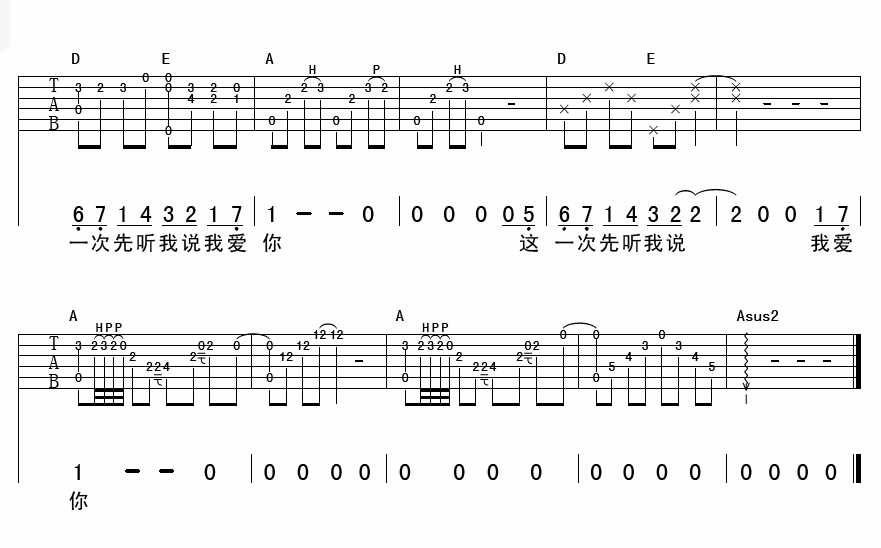 D E A H P H D E
T A B 3 0 2 3 0 0 0 0 3 4 2 2 0 1 0 2 2 3 0 2 3 2 0 2 2 3 0 -
6 7 1 4 3 2 1 7 1 - - 0 0 0 0 0 5 6 7 1 4 3 2 2 2 0 0 1 7
一次先听我说我爱 你 这 一次先听我说 我爱
A H P P A H P P Asus2
T A B 3 0 2 3 2 0 2 2 2 4 2 0 2 0 0 0 12 12 12 12 - 3 0 2 3 2 0 2 2 2 4 2 0 2 0 0 0 5 4 3 0 3 4 5 - - -
1 - - 0 0 0 0 0 0 0 0 0 0 0 0 0 0 0 0 0
你